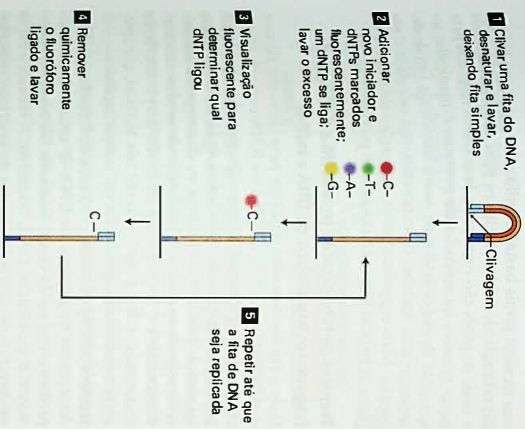 1 Clivar uma fita do DNA,
desnaturar e lavar,
deixando fita simples
Clivagem
2 Adicionar
novo iniciador e
dNTPs marcados
fluorescentemente;
um dNTP se liga;
lavar o excesso
–C–
–T–
–A–
–G–
3 Visualização
fluorescente para
determinar qual
dNTP ligou
–C–
4 Remover
quimicamente
o fluoróforo
ligado e lavar
C–
5 Repetir até que
a fita de DNA
seja replicada